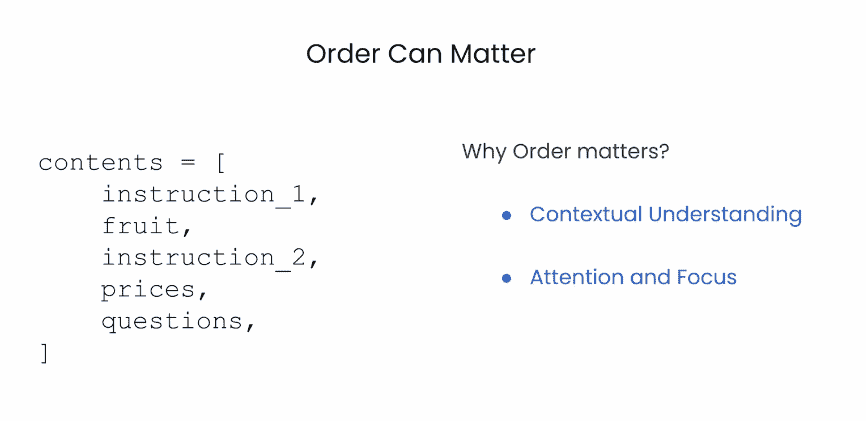 Order Can Matter
contents = [
    instruction_1,
    fruit,
    instruction_2,
    prices,
    questions,
]
Why Order matters?
● Contextual Understanding
● Attention and Focus